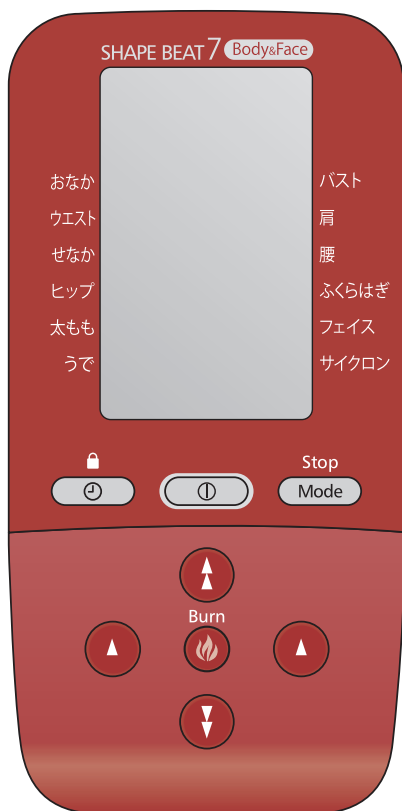 SHAPE BEAT 7 Body&Face
おなか バスト
ウエスト 肩
せなか 腰
ヒップ ふくらはぎ
太もも フェイス
うで サイクロン
Stop
Mode
Burn